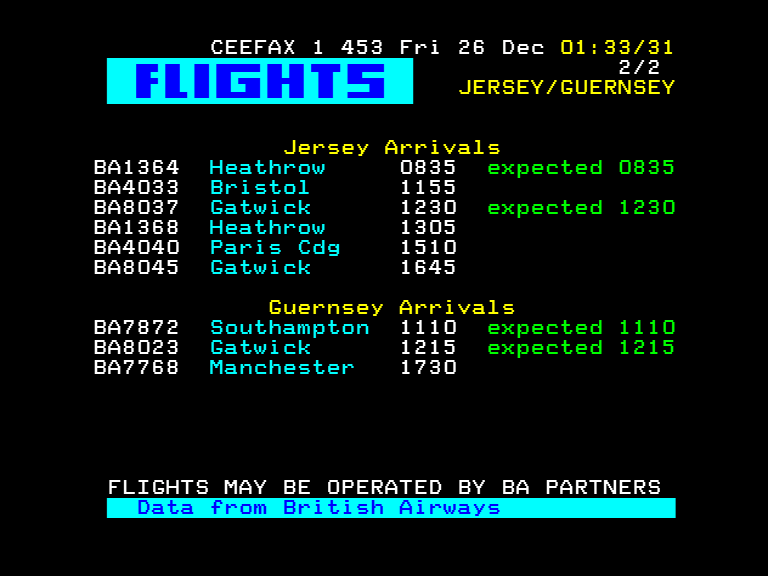 CEEFAX 1 453 Fri 26 Dec 01:33/31
FLIGHTS
2/2
JERSEY/GUERNSEY
Jersey Arrivals
BA1364 Heathrow 0835 expected 0835
BA4033 Bristol 1155
BA8037 Gatwick 1230 expected 1230
BA1368 Heathrow 1305
BA4040 Paris Cdg 1510
BA8045 Gatwick 1645
Guernsey Arrivals
BA7872 Southampton 1110 expected 1110
BA8023 Gatwick 1215 expected 1215
BA7768 Manchester 1730
FLIGHTS MAY BE OPERATED BY BA PARTNERS
Data from British Airways